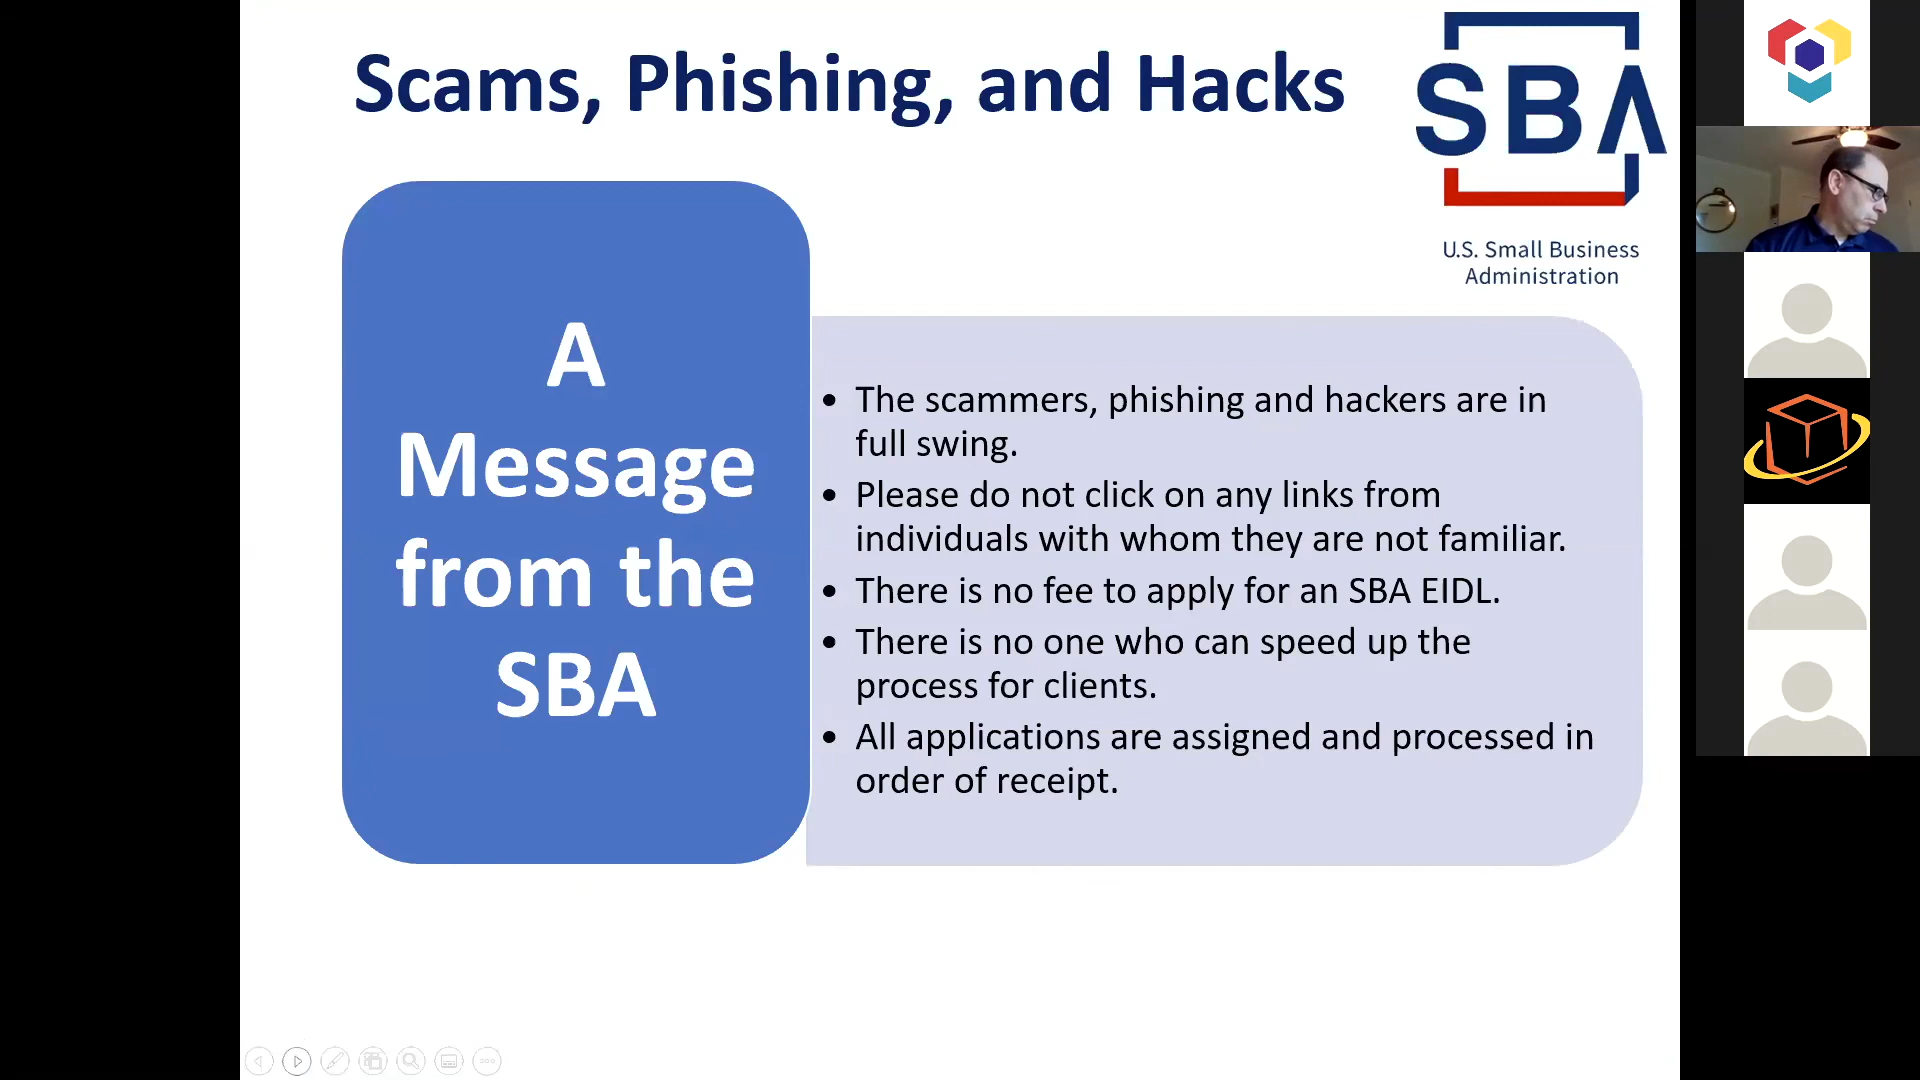 Scams, Phishing, and Hacks
SBA
U.S. Small Business
Administration
A
Message
from the
SBA
• The scammers, phishing and hackers are in
full swing.
• Please do not click on any links from
individuals with whom they are not familiar.
• There is no fee to apply for an SBA EIDL.
• There is no one who can speed up the
process for clients.
• All applications are assigned and processed in
order of receipt.